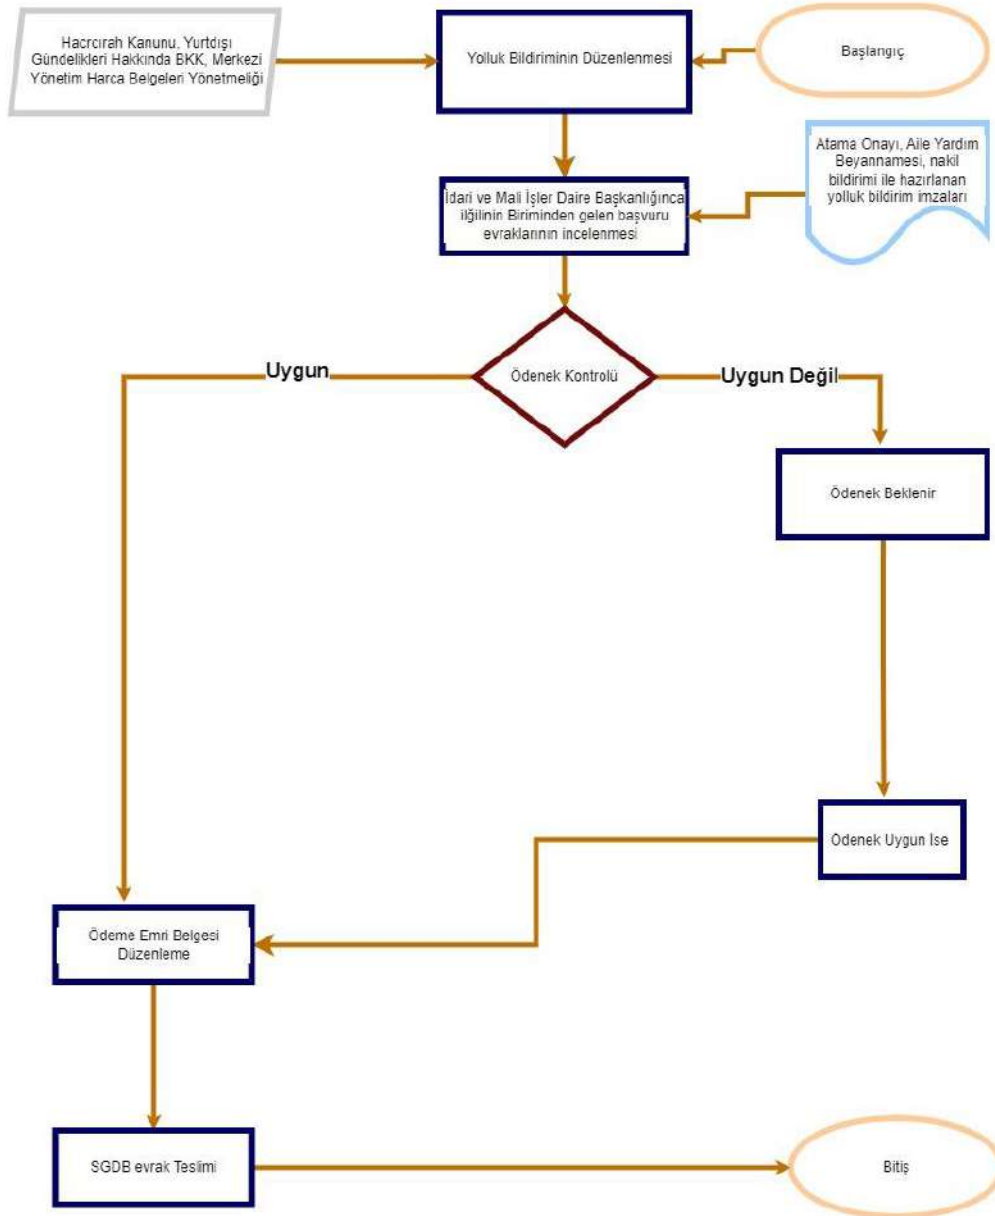 Hacrcırah Kanunu, Yurtdışı
Gündelikleri Hakkında BKK, Merkezi
Yönetim Harca Belgeleri Yönetmeliği
Yolluk Bildiriminin Düzenlenmesi
Başlangıç
Atama Onayı, Aile Yardım
Beyannamesi, nakil
bildirimi ile hazırlanan
yolluk bildirim imzaları
İdari ve Mali İşler Daire Başkanlığınca
ilğilinin Biriminden gelen başvuru
evraklarının incelenmesi
Uygun
Ödenek Kontrolü
Uygun Değil
Ödenek Beklenir
Ödenek Uygun İse
Ödeme Emri Belgesi
Düzenleme
SGDB evrak Teslimi
Bitiş